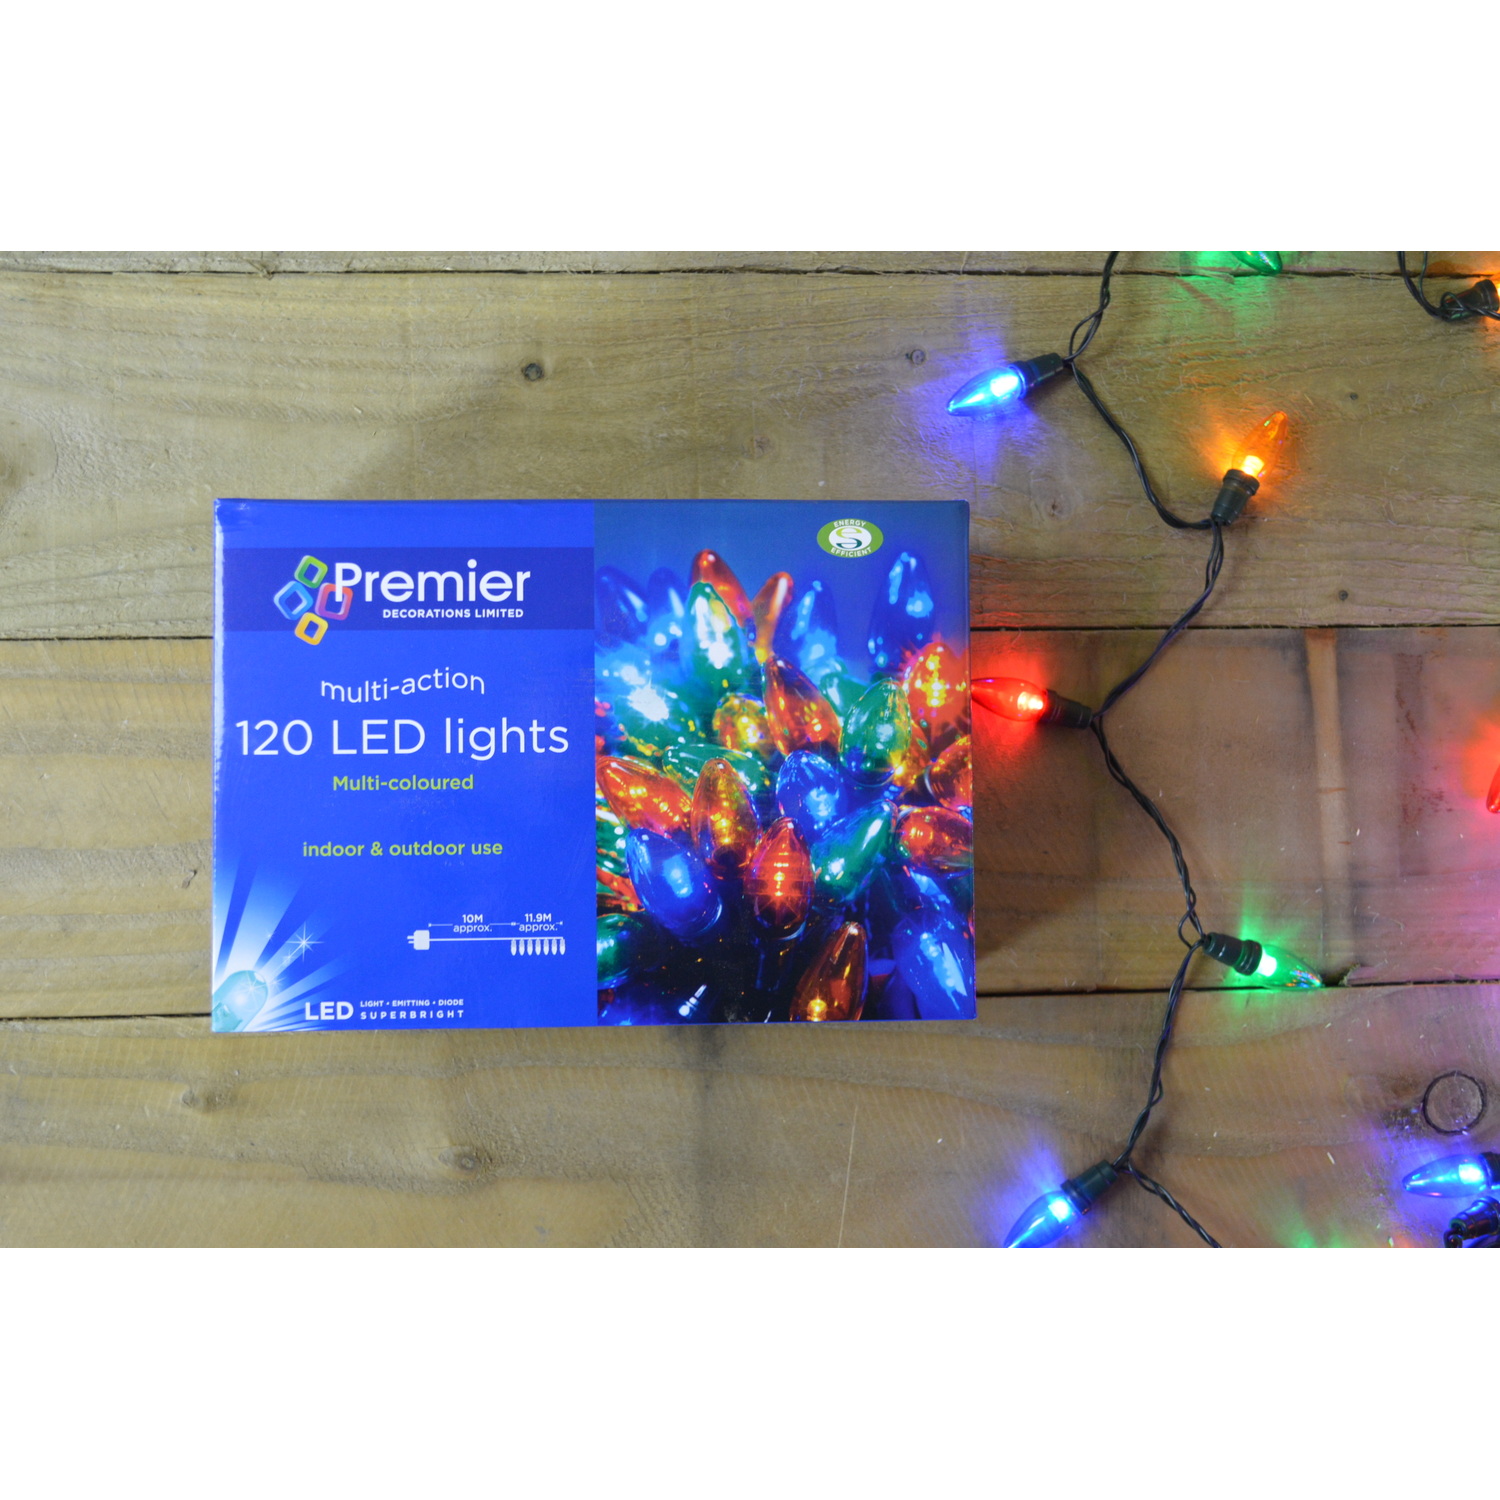 Premier
DECORATIONS LIMITED
multi-action
120 LED lights
Multi-coloured
indoor & outdoor use
10M 11.9M
approx. approx.
LED LIGHT • EMITTING • DIODE
SUPERBRIGHT
ENERGY
EFFICIENT